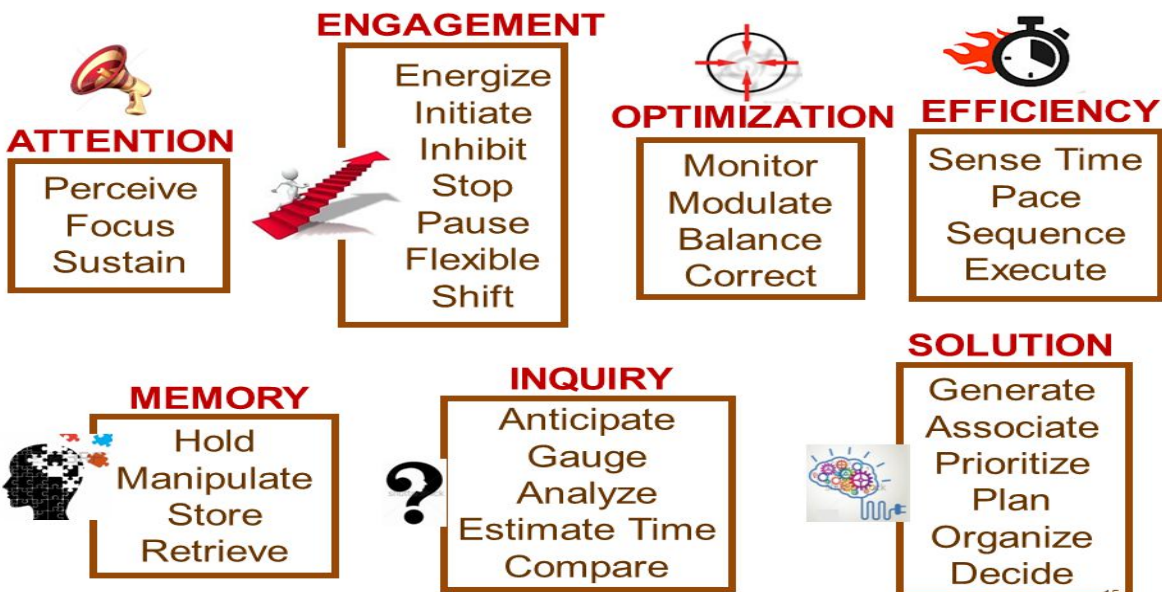 ATTENTION
Perceive
Focus
Sustain
ENGAGEMENT
Energize
Initiate
Inhibit
Stop
Pause
Flexible
Shift
OPTIMIZATION
Monitor
Modulate
Balance
Correct
EFFICIENCY
Sense Time
Pace
Sequence
Execute
MEMORY
Hold
Manipulate
Store
Retrieve
INQUIRY
Anticipate
Gauge
Analyze
Estimate Time
Compare
SOLUTION
Generate
Associate
Prioritize
Plan
Organize
Decide